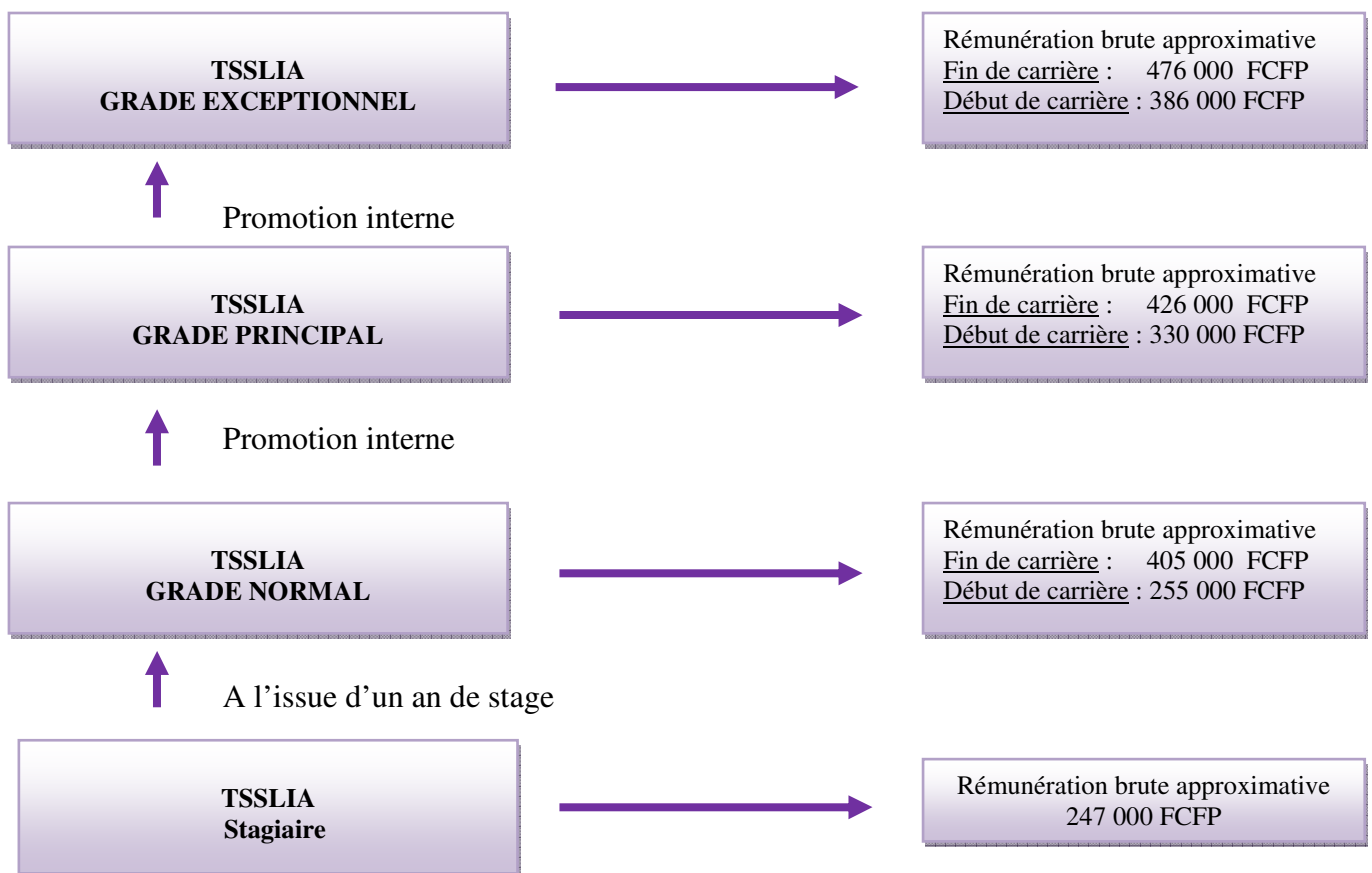 TSSLIA
GRADE EXCEPTIONNEL
Rémunération brute approximative
Fin de carrière : 476 000 FCFP
Début de carrière : 386 000 FCFP
Promotion interne
TSSLIA
GRADE PRINCIPAL
Rémunération brute approximative
Fin de carrière : 426 000 FCFP
Début de carrière : 330 000 FCFP
Promotion interne
TSSLIA
GRADE NORMAL
Rémunération brute approximative
Fin de carrière : 405 000 FCFP
Début de carrière : 255 000 FCFP
A l’issue d’un an de stage
TSSLIA
Stagiaire
Rémunération brute approximative
247 000 FCFP